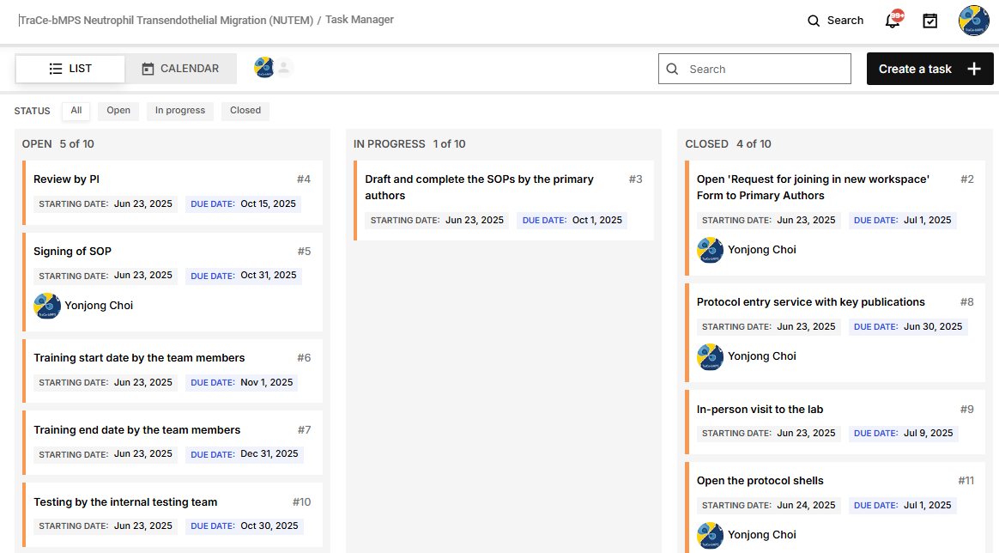 TraCe-bMPS Neutrophil Transendothelial Migration (NUTEM) / Task Manager
Search
99+
LIST
CALENDAR
Search
Create a task
STATUS All Open In progress Closed
OPEN 5 of 10
Review by PI #4
STARTING DATE: Jun 23, 2025 DUE DATE: Oct 15, 2025
Signing of SOP #5
STARTING DATE: Jun 23, 2025 DUE DATE: Oct 31, 2025
Yonjong Choi
Training start date by the team members #6
STARTING DATE: Jun 23, 2025 DUE DATE: Nov 1, 2025
Training end date by the team members #7
STARTING DATE: Jun 23, 2025 DUE DATE: Dec 31, 2025
Testing by the internal testing team #10
STARTING DATE: Jun 23, 2025 DUE DATE: Oct 30, 2025
IN PROGRESS 1 of 10
Draft and complete the SOPs by the primary #3
authors
STARTING DATE: Jun 23, 2025 DUE DATE: Oct 1, 2025
CLOSED 4 of 10
Open 'Request for joining in new workspace' #2
Form to Primary Authors
STARTING DATE: Jun 23, 2025 DUE DATE: Jul 1, 2025
Yonjong Choi
Protocol entry service with key publications #8
STARTING DATE: Jun 23, 2025 DUE DATE: Jun 30, 2025
Yonjong Choi
In-person visit to the lab #9
STARTING DATE: Jun 23, 2025 DUE DATE: Jul 9, 2025
Open the protocol shells #11
STARTING DATE: Jun 24, 2025 DUE DATE: Jul 1, 2025
Yonjong Choi